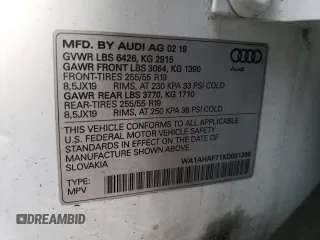 MFD. BY AUDI AG 02 19
GVWR LBS 6426, KG 2915
GAWR FRONT LBS 3064, KG 1390
FRONT-TIRES 255/55 R19
8,5JX19 RIMS, AT 230 KPA 33 PSI COLD
GAWR REAR LBS 3770, KG 1710
REAR-TIRES 255/55 R19
8,5JX19 RIMS, AT 250 KPA 36 PSI COLD
Audi
THIS VEHICLE CONFORMS TO ALL APPLICABLE
U.S. FEDERAL MOTOR VEHICLE SAFETY STANDARDS
IN EFFECT ON THE DATE OF MANUFACTURE SHOWN ABOVE
SLOVAKIA
TYPE:
MPV
DREAMBID